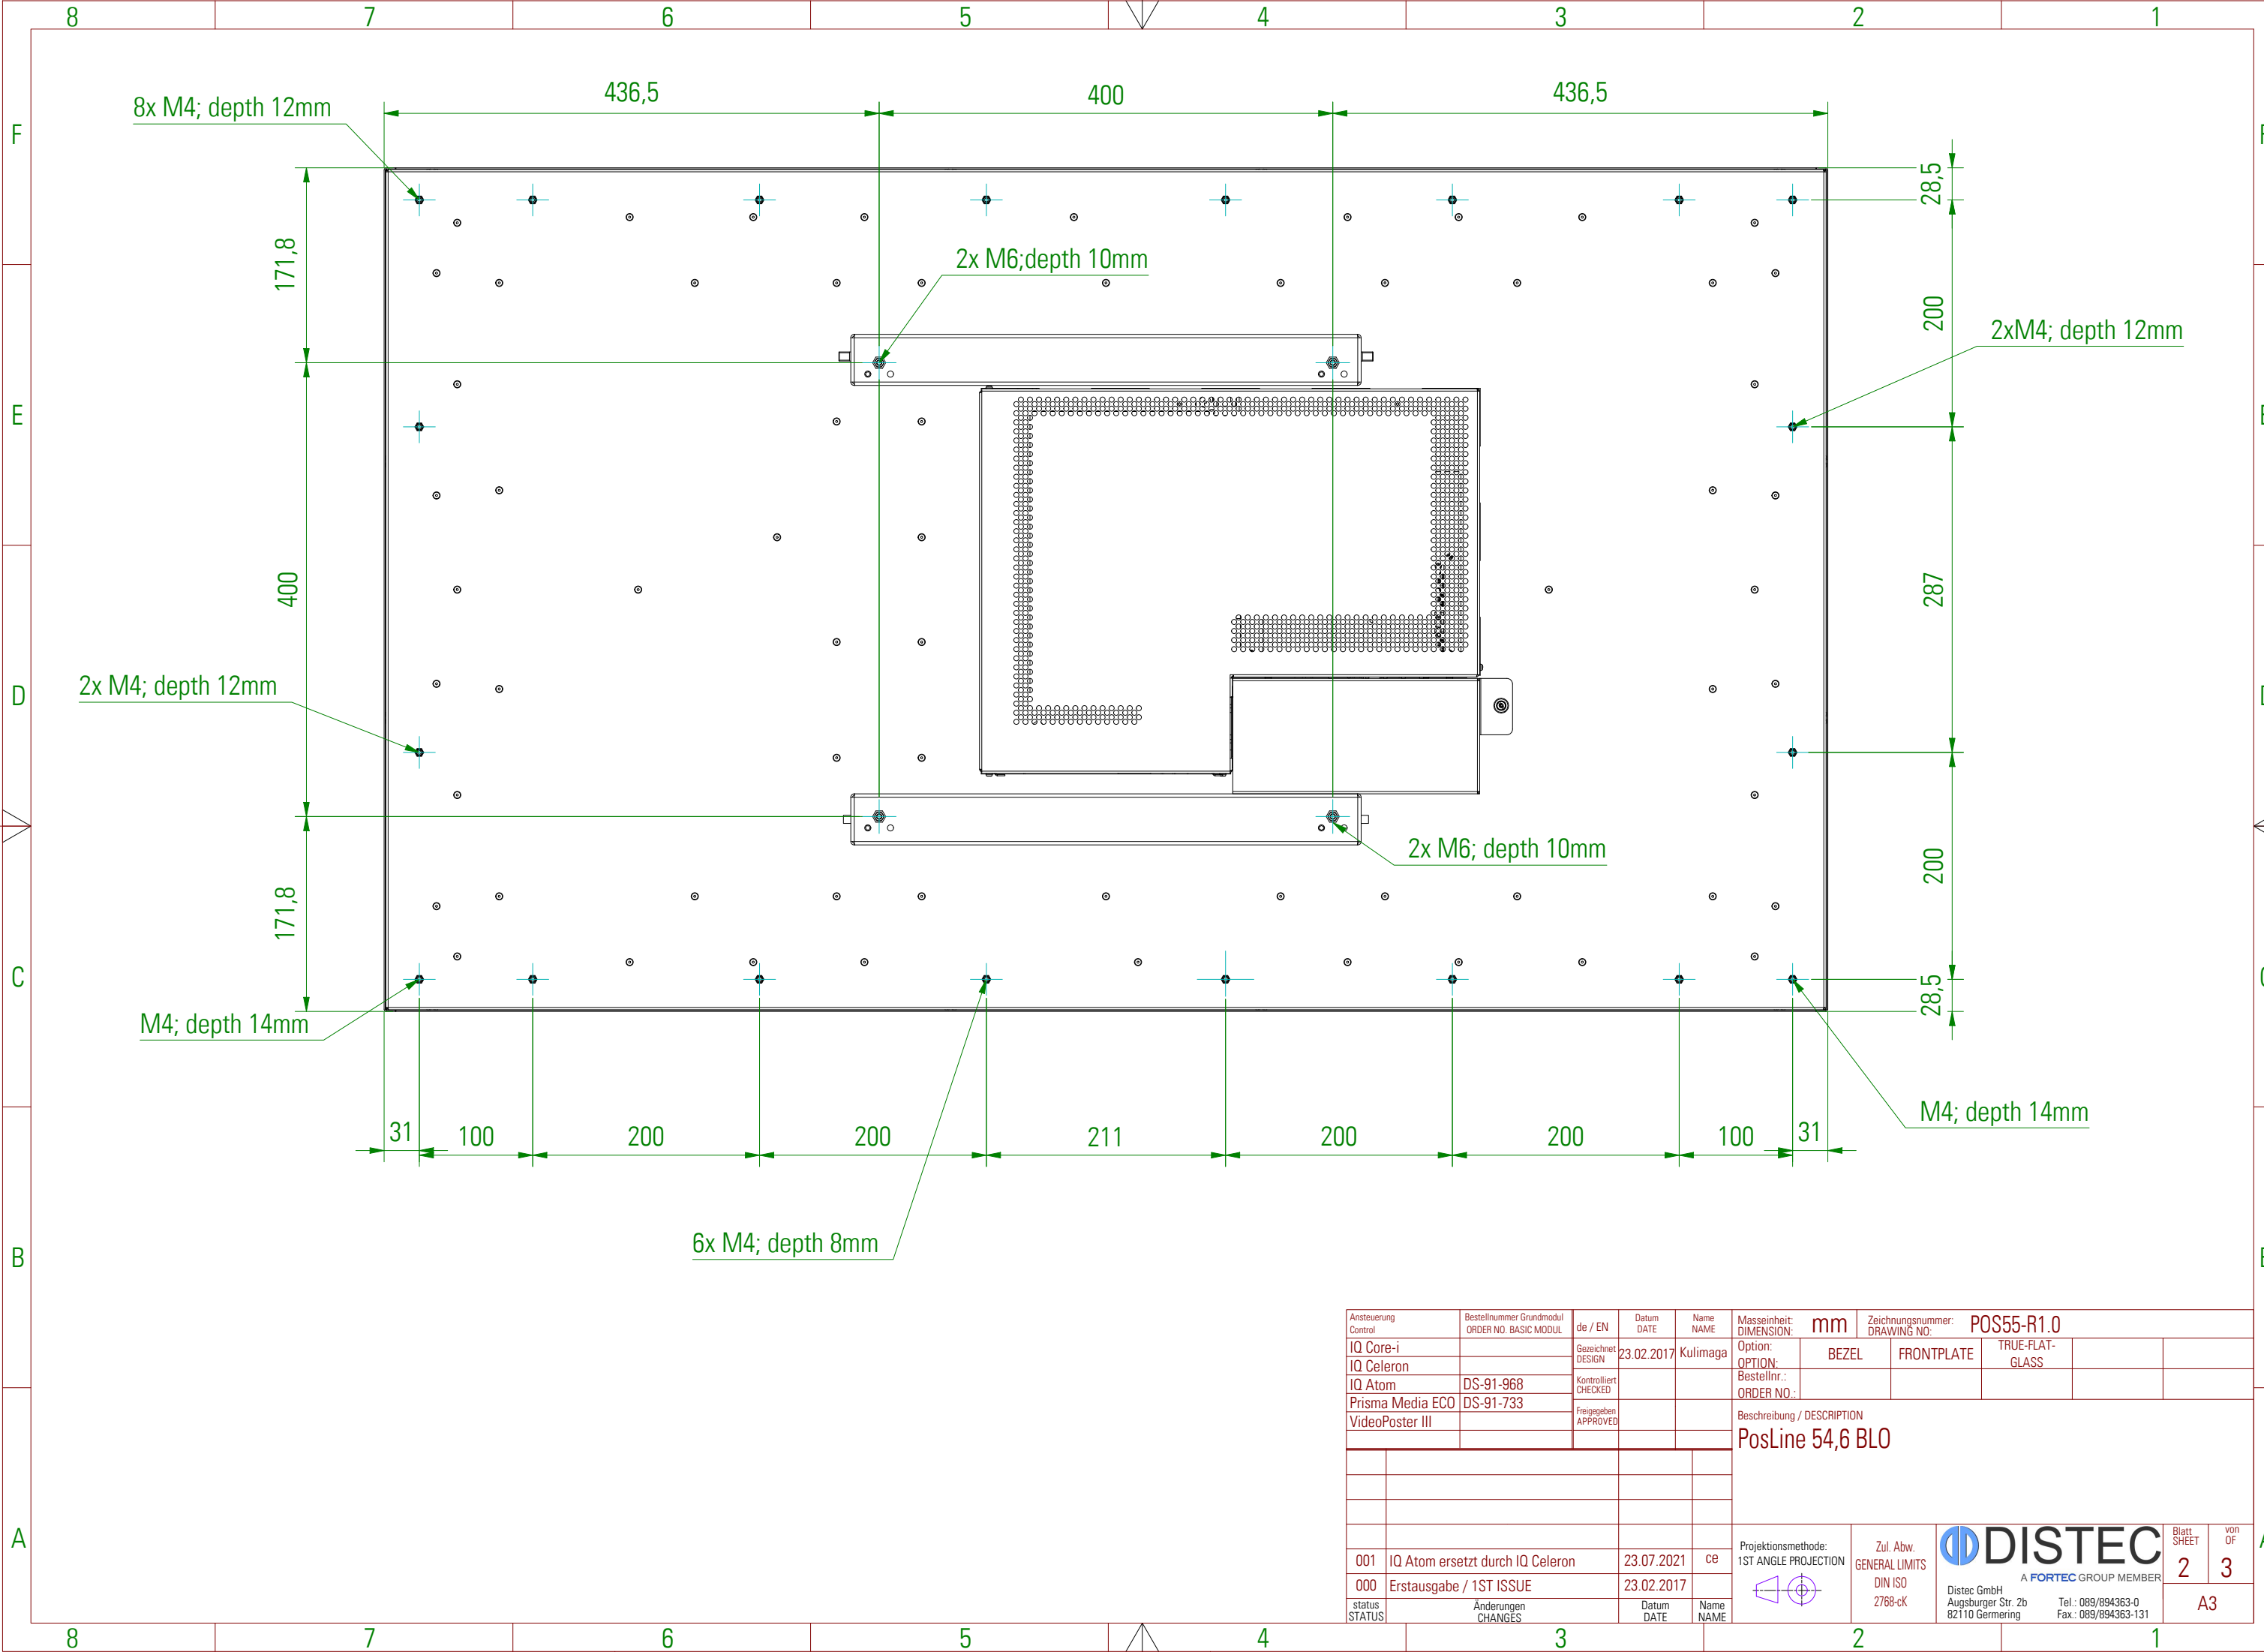 8 7 6 5 4 3 2 1
F
E
D
C
B
A
436,5 400 436,5
8x M4; depth 12mm
28,5
171,8
2x M6;depth 10mm
200
2xM4; depth 12mm
400
287
2x M4; depth 12mm
2x M6; depth 10mm
200
171,8
28,5
M4; depth 14mm
M4; depth 14mm
31 100 200 200 211 200 200 100 31
6x M4; depth 8mm
Ansteuerung
Control
Bestellnummer Grundmodul
ORDER NO. BASIC MODUL
IQ Core-i
IQ Celeron
IQ Atom DS-91-968
Prisma Media ECO DS-91-733
VideoPoster III
de / EN
Datum
DATE
Name
NAME
Gezeichnet
DESIGN
23.02.2017 Kulimaga
Kontrolliert
CHECKED
Freigegeben
APPROVED
Masseinheit:
DIMENSION:
mm
Zeichnungsnummer:
DRAWING NO:
POS55-R1.0
Option:
OPTION:
BEZEL FRONTPLATE TRUE-FLAT-
GLASS
Bestellnr.:
ORDER NO.:
Beschreibung / DESCRIPTION
PosLine 54,6 BLO
001 IQ Atom ersetzt durch IQ Celeron 23.07.2021 ce
000 Erstausgabe / 1ST ISSUE 23.02.2017
status
STATUS
Änderungen
CHANGES
Datum
DATE
Name
NAME
Projektionsmethode:
1ST ANGLE PROJECTION
Zul. Abw.
GENERAL LIMITS
DIN ISO
2768-cK
DISTEC
A FORTEC GROUP MEMBER
Distec GmbH
Augsburger Str. 2b Tel.: 089/894363-0
82110 Germering Fax.: 089/894363-131
Blatt
SHEET
2
von
OF
3
A3
8 7 6 5 4 3 2 1